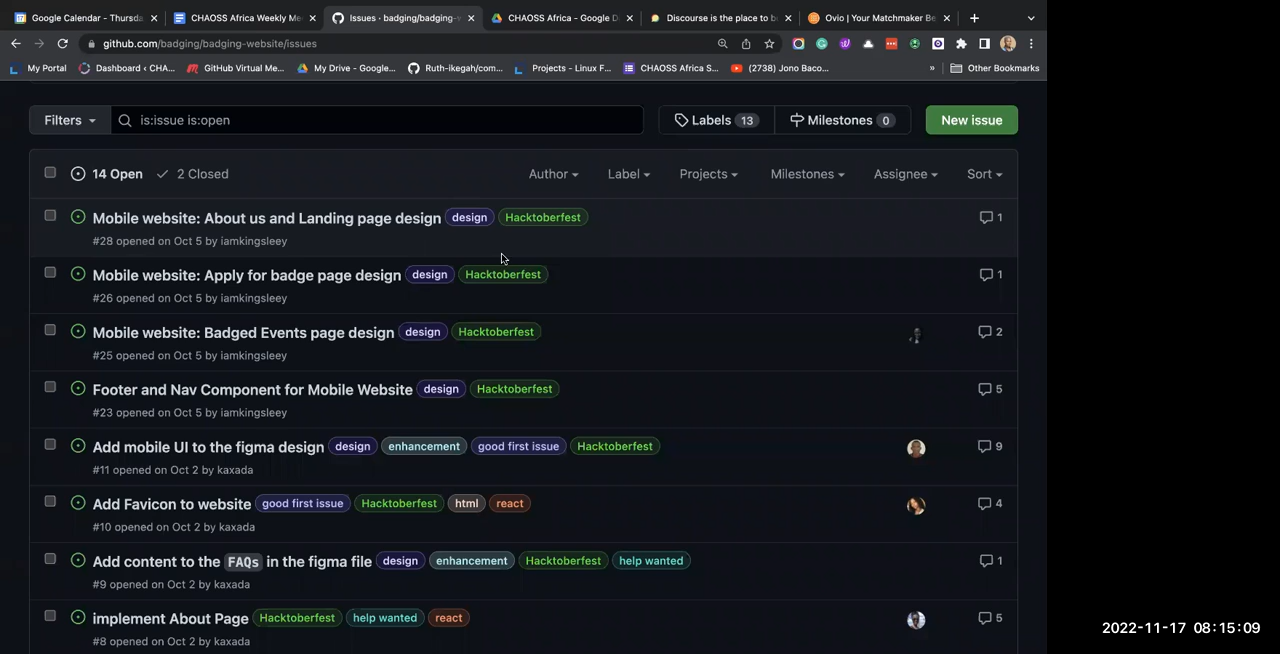 Google Calendar - Thursda
CHAOSS Africa Weekly Me
Issues · badging/badging-w
CHAOSS Africa - Google D
Discourse is the place to b
Ovio | Your Matchmaker Be
github.com/badging/badging-website/issues
My Portal
Dashboard ‹ CHA...
GitHub Virtual Me...
My Drive - Google...
Ruth-ikegah/com...
Projects - Linux F...
CHAOSS Africa S...
(2738) Jono Baco...
»
Other Bookmarks
Filters
is:issue is:open
Labels 13
Milestones 0
New issue
14 Open
2 Closed
Author
Label
Projects
Milestones
Assignee
Sort
Mobile website: About us and Landing page design design Hacktoberfest 1
#28 opened on Oct 5 by iamkingsleey
Mobile website: Apply for badge page design design Hacktoberfest 1
#26 opened on Oct 5 by iamkingsleey
Mobile website: Badged Events page design design Hacktoberfest 2
#25 opened on Oct 5 by iamkingsleey
Footer and Nav Component for Mobile Website design Hacktoberfest 5
#23 opened on Oct 5 by iamkingsleey
Add mobile UI to the figma design design enhancement good first issue Hacktoberfest 9
#11 opened on Oct 2 by kaxada
Add Favicon to website good first issue Hacktoberfest html react 4
#10 opened on Oct 2 by kaxada
Add content to the FAQs in the figma file design enhancement Hacktoberfest help wanted 1
#9 opened on Oct 2 by kaxada
implement About Page Hacktoberfest help wanted react 5
#8 opened on Oct 2 by kaxada
2022-11-17 08:15:09